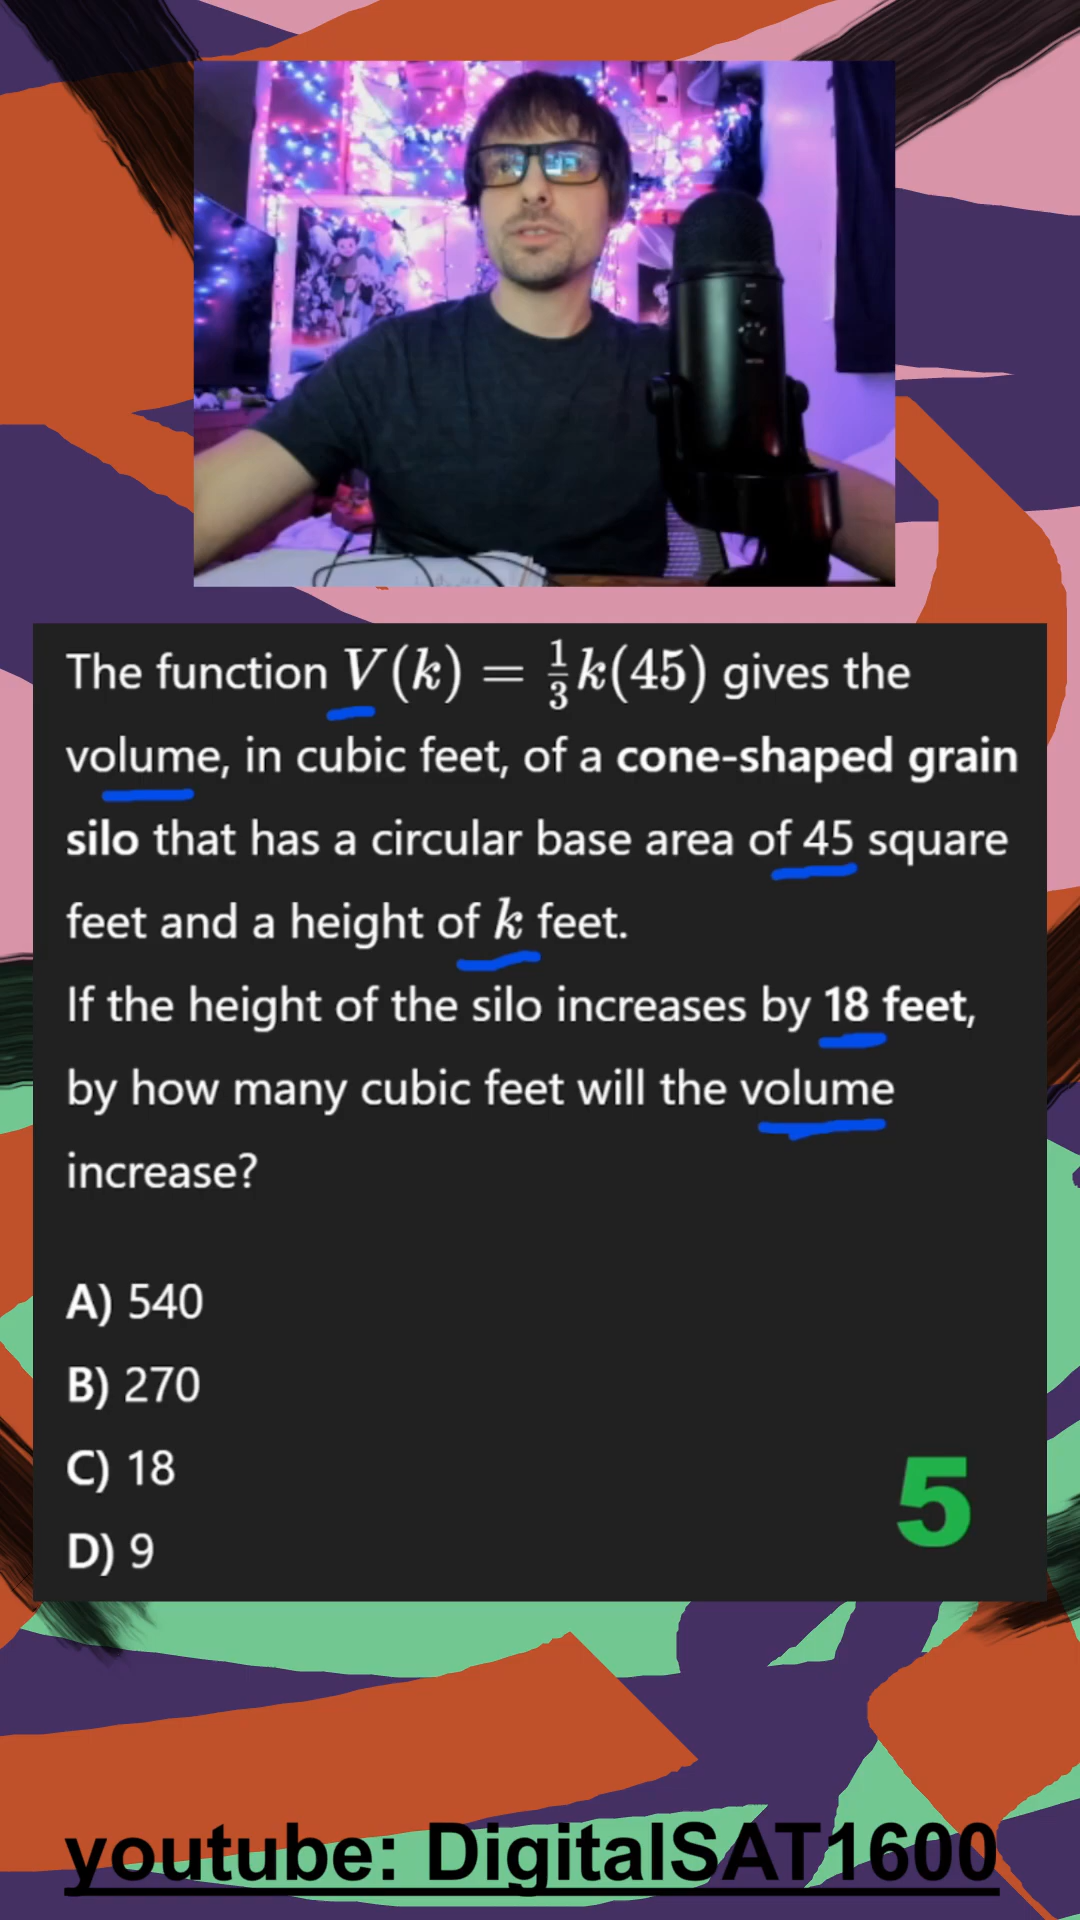 The function V(k) = 1/3 k(45) gives the
volume, in cubic feet, of a cone-shaped grain
silo that has a circular base area of 45 square
feet and a height of k feet.
If the height of the silo increases by 18 feet,
by how many cubic feet will the volume
increase?
A) 540
B) 270
C) 18
D) 9
5
youtube: DigitalSAT1600